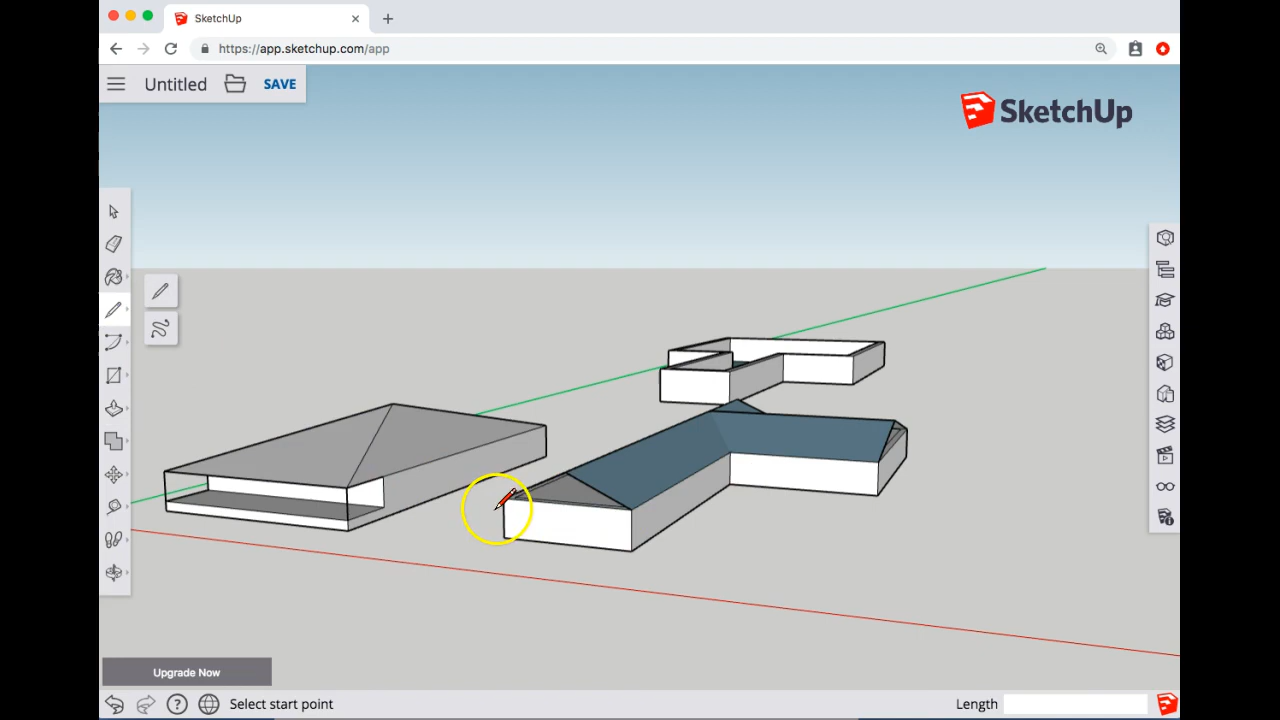 SketchUp
https://app.sketchup.com/app
Untitled
SAVE
SketchUp
Upgrade Now
Select start point
Length